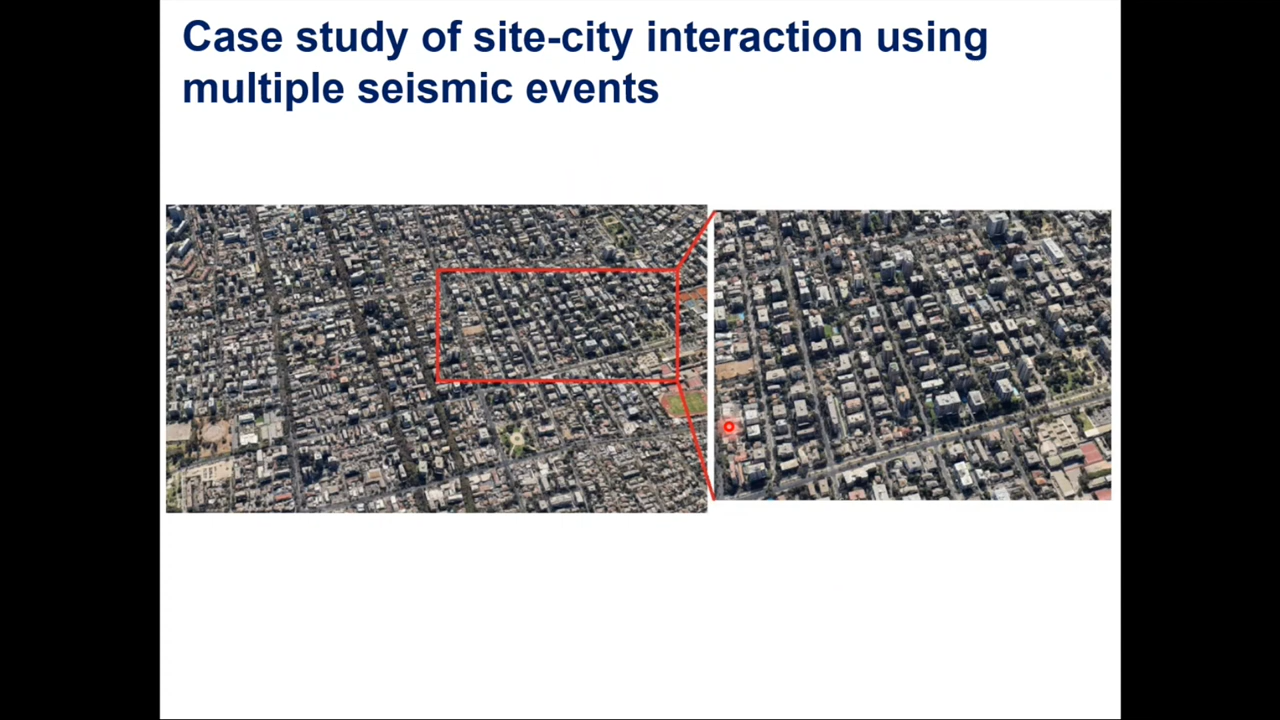 Case study of site-city interaction using
multiple seismic events